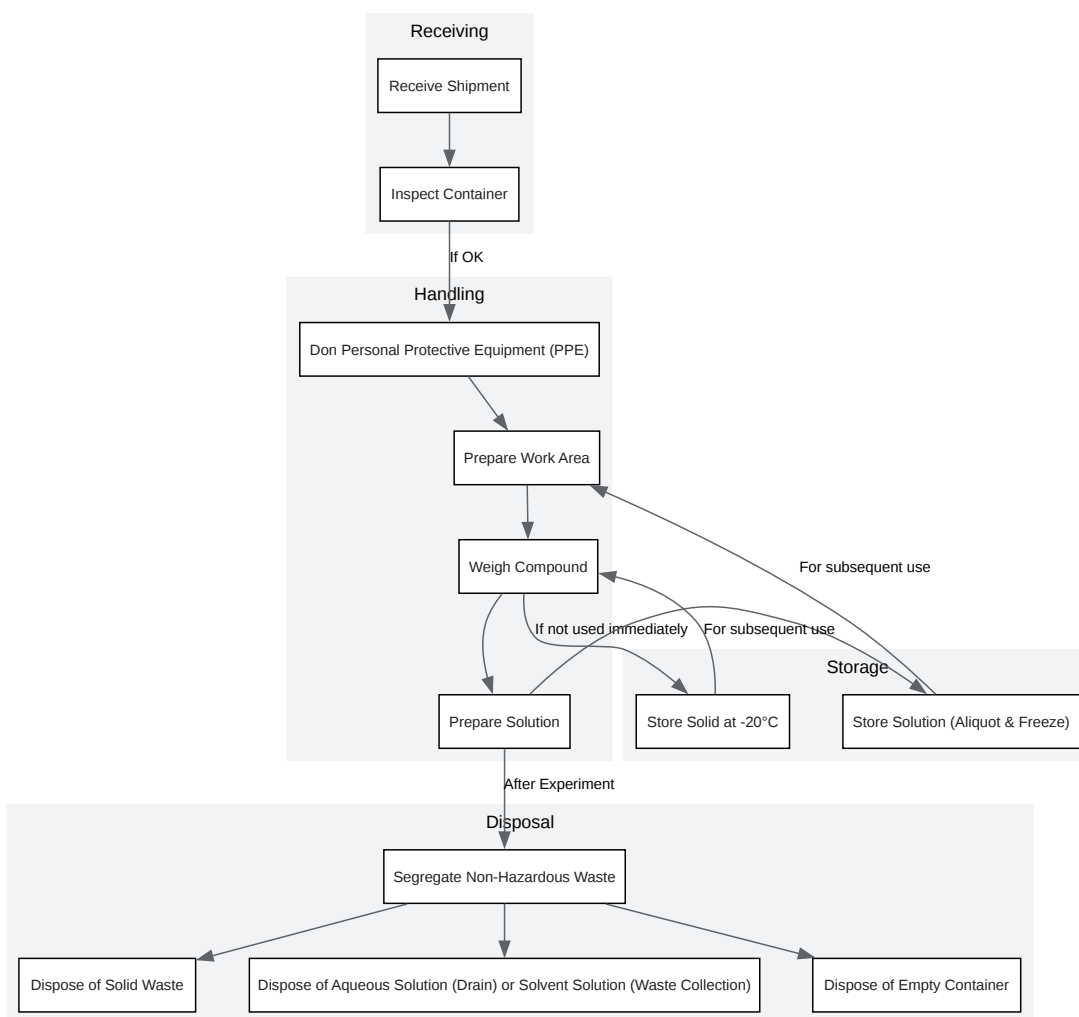 Receiving
Receive Shipment
Inspect Container
If OK
Handling
Don Personal Protective Equipment (PPE)
Prepare Work Area
Weigh Compound
For subsequent use
If not used immediately
For subsequent use
Storage
Prepare Solution
Store Solid at -20°C
Store Solution (Aliquot & Freeze)
After Experiment
Disposal
Segregate Non-Hazardous Waste
Dispose of Solid Waste
Dispose of Aqueous Solution (Drain) or Solvent Solution (Waste Collection)
Dispose of Empty Container